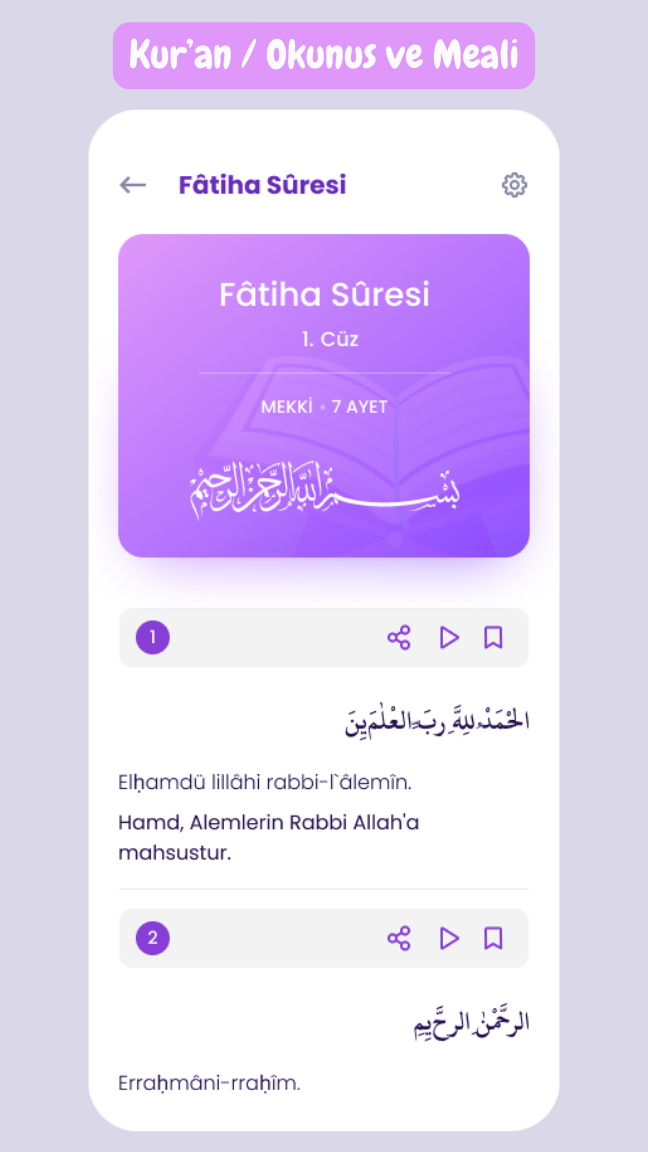 Kur’an / Okunus ve Meali
Fâtiha Sûresi
Fâtiha Sûresi
1. Cüz
MEKKİ • 7 AYET
بِسْمِ اللَّهِ الرَّحْمَنِ الرَّحِيمِ
1
الْحَمْدُ لِلَّهِ رَبِّ الْعٰلَمِينَ
Elḥamdü lillâhi rabbi-l`âlemîn.
Hamd, Alemlerin Rabbi Allah'a
mahsustur.
2
الرَّحْمٰنِ الرَّحِيمِ
Erraḥmâni-rraḥîm.